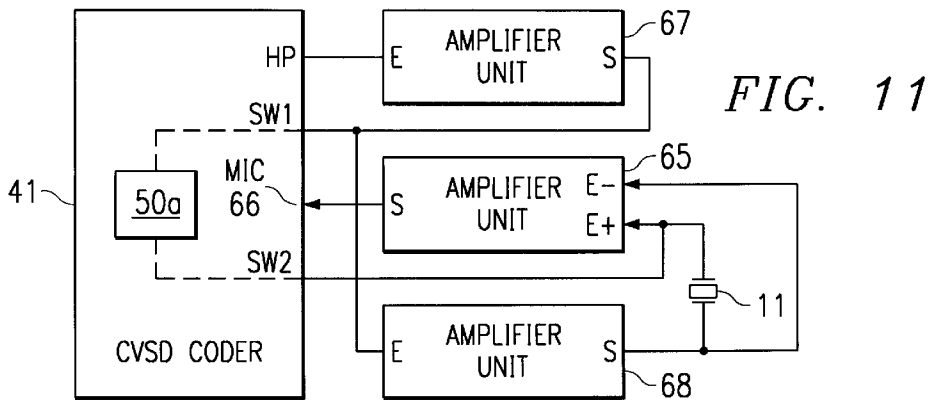 67
HP
E
AMPLIFIER
UNIT
S
FIG. 11
SW1
65
MIC
66
41
50a
S
AMPLIFIER
UNIT
E-
E+
SW2
11
CVSD CODER
E
AMPLIFIER
UNIT
S
68